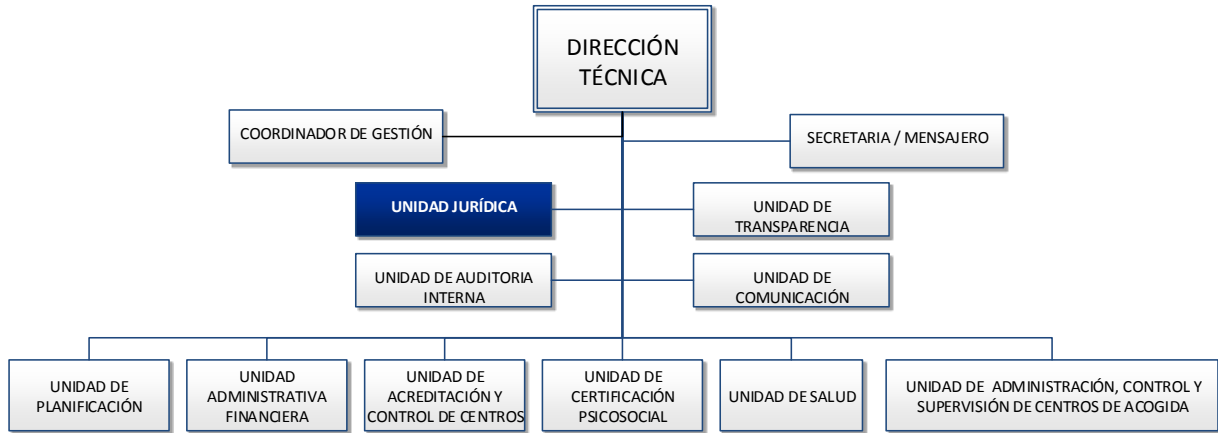 DIRECCIÓN
TÉCNICA
COORDINADOR DE GESTIÓN
SECRETARIA / MENSAJERO
UNIDAD JURÍDICA
UNIDAD DE
TRANSPARENCIA
UNIDAD DE AUDITORIA
INTERNA
UNIDAD DE
COMUNICACIÓN
UNIDAD DE
PLANIFICACIÓN
UNIDAD
ADMINISTRATIVA
FINANCIERA
UNIDAD DE
ACREDITACIÓN Y
CONTROL DE CENTROS
UNIDAD DE
CERTIFICACIÓN
PSICOSOCIAL
UNIDAD DE SALUD
UNIDAD DE ADMINISTRACIÓN, CONTROL Y
SUPERVISIÓN DE CENTROS DE ACOGIDA